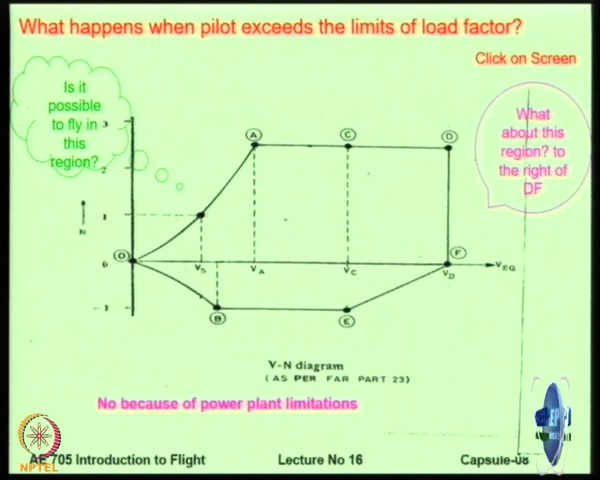 What happens when pilot exceeds the limits of load factor?
Click on Screen
Is it
possible
to fly in
this
region?
What
about this
region? to
the right of
DF
3
2
1
0
-1
N
A
C
D
O
F
B
E
VS
VA
VC
VD
VEQ
V-N diagram
(AS PER FAR PART 23)
No because of power plant limitations
NPTEL
AE 705 Introduction to Flight
Lecture No 16
Capsule-08